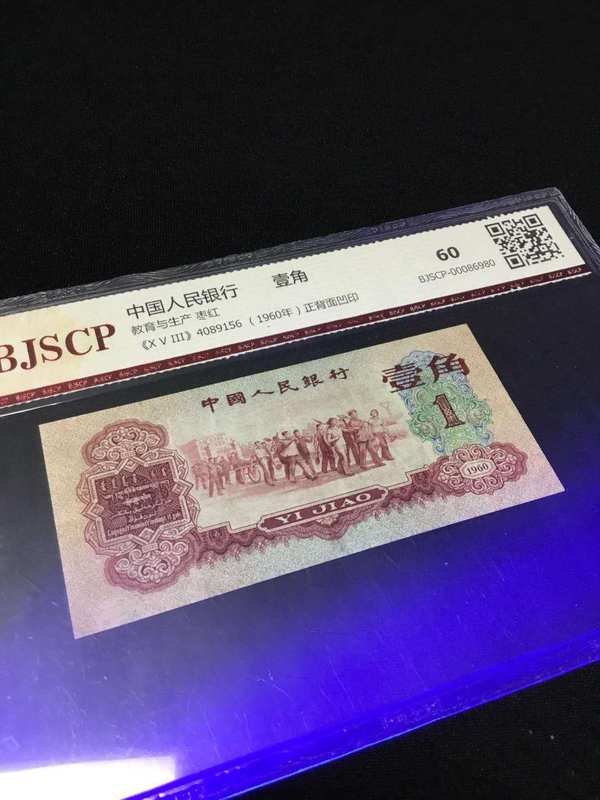 中国人民银行 壹角 60
教育与生产 枣红 BJSCP-00086980
《X V III》4089156 （1960年）正背面凹印
BJSCP
中國人民銀行
壹角
1
1960
YI JIAO